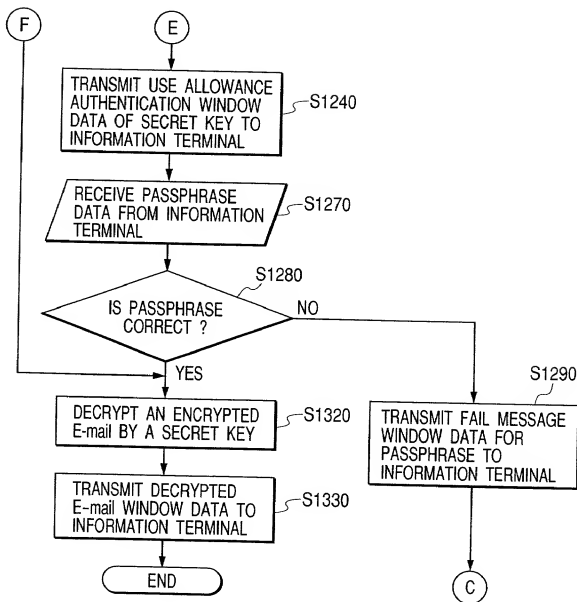 F
E
TRANSMIT USE ALLOWANCE
AUTHENTICATION WINDOW
DATA OF SECRET KEY TO
INFORMATION TERMINAL
S1240
RECEIVE PASSPHRASE
DATA FROM INFORMATION
TERMINAL
S1270
IS PASSPHRASE
CORRECT ?
S1280
NO
YES
S1290
TRANSMIT FAIL MESSAGE
WINDOW DATA FOR
PASSPHRASE TO
INFORMATION TERMINAL
DECRYPT AN ENCRYPTED
E-mail BY A SECRET KEY
S1320
TRANSMIT DECRYPTED
E-mail WINDOW DATA TO
INFORMATION TERMINAL
S1330
END
C